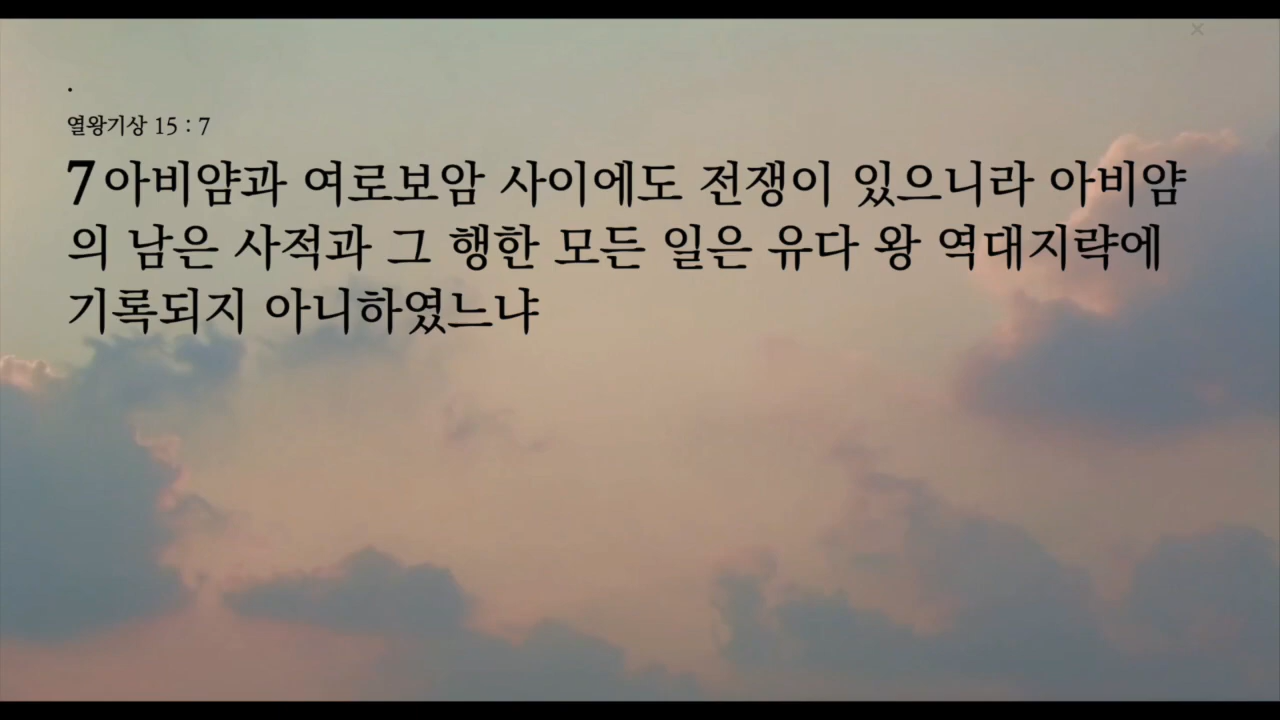 .
열왕기상 15 : 7
7 아비얌과 여로보암 사이에도 전쟁이 있으니라 아비얌
의 남은 사적과 그 행한 모든 일은 유다 왕 역대지략에
기록되지 아니하였느냐